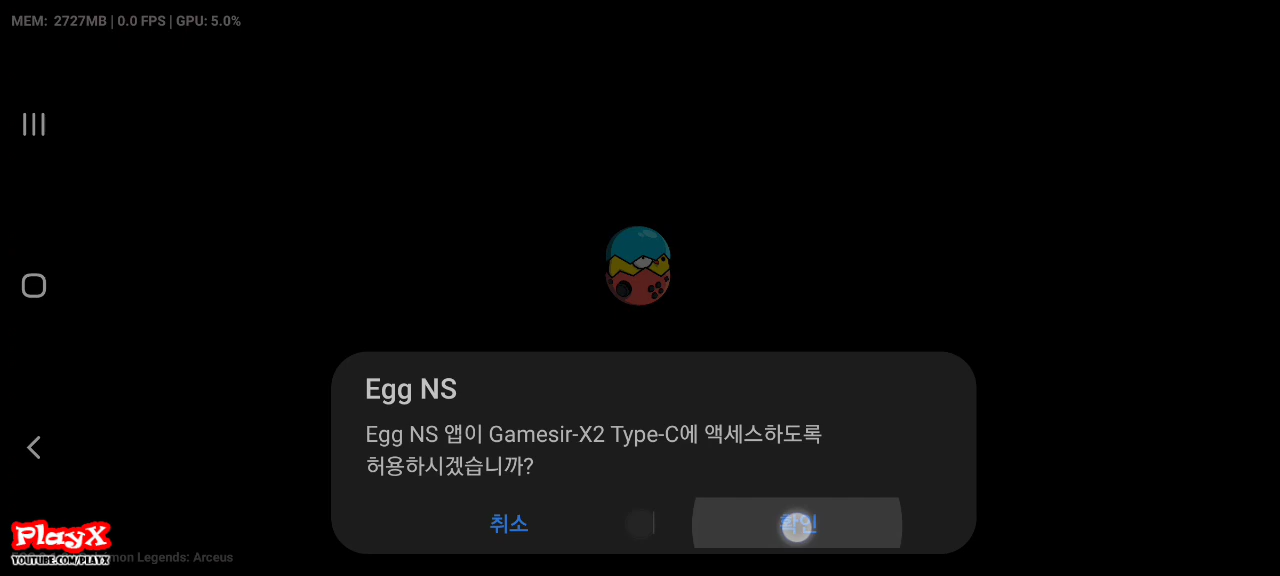 MEM: 2727MB | 0.0 FPS | GPU: 5.0%
Egg NS
Egg NS 앱이 Gamesir-X2 Type-C에 액세스하도록
허용하시겠습니까?
취소
확인
PlayX
YOUTUBE.COM/PLAYX
mon Legends: Arceus